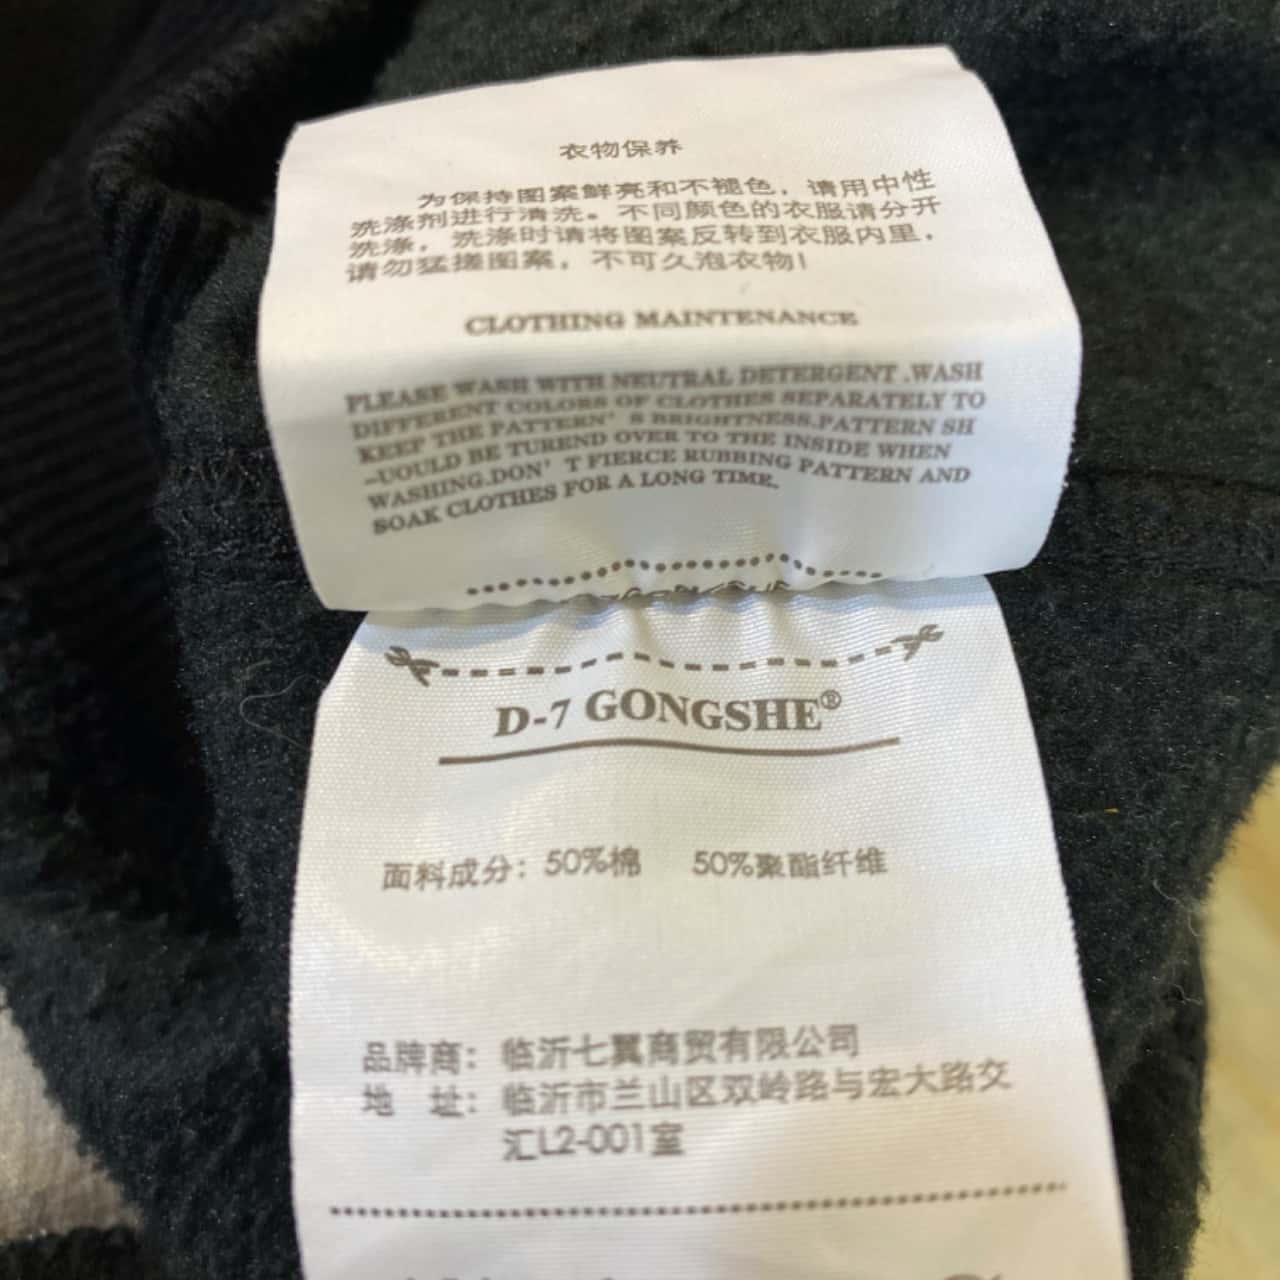 衣物保养
为保持图案鲜亮和不褪色，请用中性
洗涤剂进行清洗。不同颜色的衣服请分开
洗涤，洗涤时请将图案反转到衣服内里，
请勿猛搓图案，不可久泡衣物！
CLOTHING MAINTENANCE
PLEASE WASH WITH NEUTRAL DETERGENT .WASH
DIFFERENT COLORS OF CLOTHES SEPARATELY TO
KEEP THE PATTERN' S BRIGHTNESS.PATTERN SH
-UOULD BE TUREND OVER TO THE INSIDE WHEN
WASHING.DON' T FIERCE RUBBING PATTERN AND
SOAK CLOTHES FOR A LONG TIME.
D-7 GONGSHE®
面料成分：50%棉 50%聚酯纤维
品牌商：临沂七翼商贸有限公司
地 址：临沂市兰山区双岭路与宏大路交
汇L2-001室